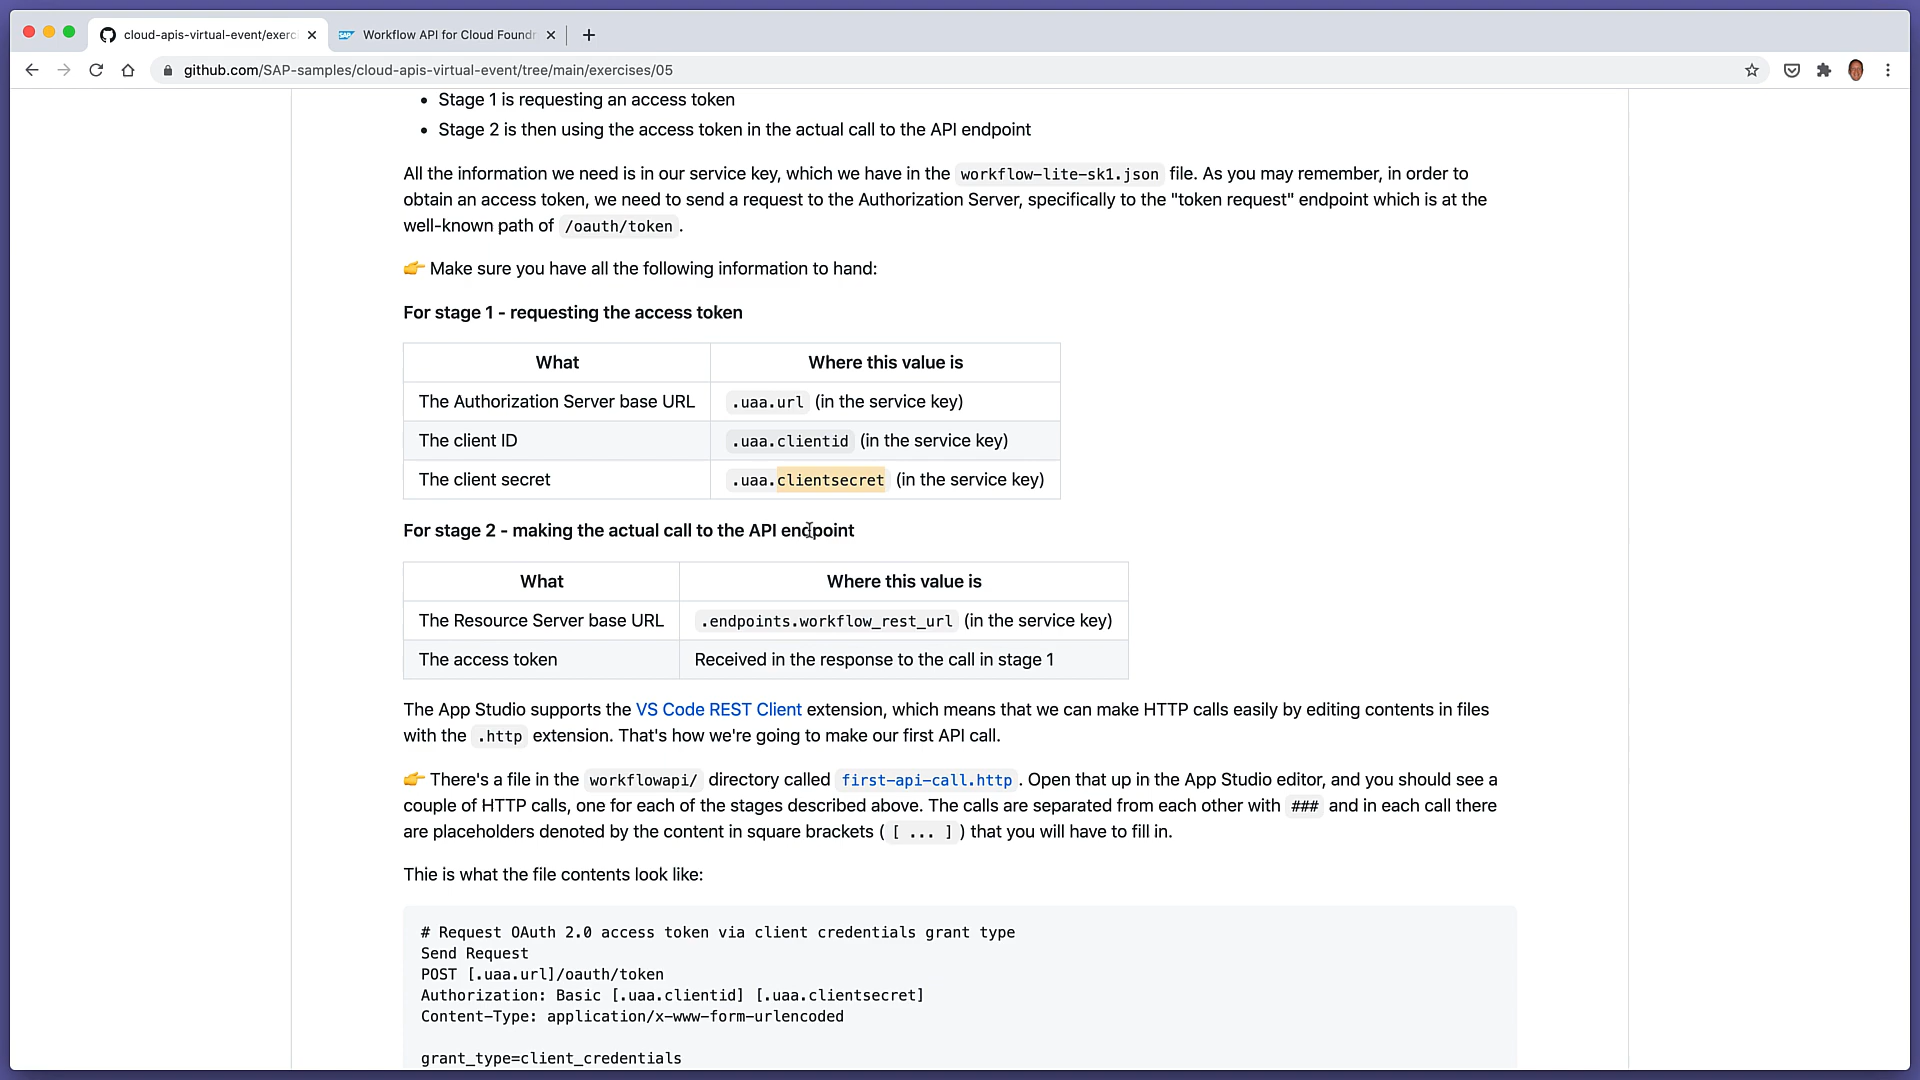 cloud-apis-virtual-event/exerc
Workflow API for Cloud Foundr
github.com/SAP-samples/cloud-apis-virtual-event/tree/main/exercises/05
• Stage 1 is requesting an access token
• Stage 2 is then using the access token in the actual call to the API endpoint
All the information we need is in our service key, which we have in the workflow-lite-sk1.json file. As you may remember, in order to
obtain an access token, we need to send a request to the Authorization Server, specifically to the "token request" endpoint which is at the
well-known path of /oauth/token .
👉 Make sure you have all the following information to hand:
For stage 1 - requesting the access token
What Where this value is
The Authorization Server base URL .uaa.url (in the service key)
The client ID .uaa.clientid (in the service key)
The client secret .uaa.clientsecret (in the service key)
For stage 2 - making the actual call to the API endpoint
What Where this value is
The Resource Server base URL .endpoints.workflow_rest_url (in the service key)
The access token Received in the response to the call in stage 1
The App Studio supports the VS Code REST Client extension, which means that we can make HTTP calls easily by editing contents in files
with the .http extension. That's how we're going to make our first API call.
👉 There's a file in the workflowapi/ directory called first-api-call.http . Open that up in the App Studio editor, and you should see a
couple of HTTP calls, one for each of the stages described above. The calls are separated from each other with ### and in each call there
are placeholders denoted by the content in square brackets ( [ ... ] ) that you will have to fill in.
Thie is what the file contents look like:
# Request OAuth 2.0 access token via client credentials grant type
Send Request
POST [.uaa.url]/oauth/token
Authorization: Basic [.uaa.clientid] [.uaa.clientsecret]
Content-Type: application/x-www-form-urlencoded
grant_type=client_credentials